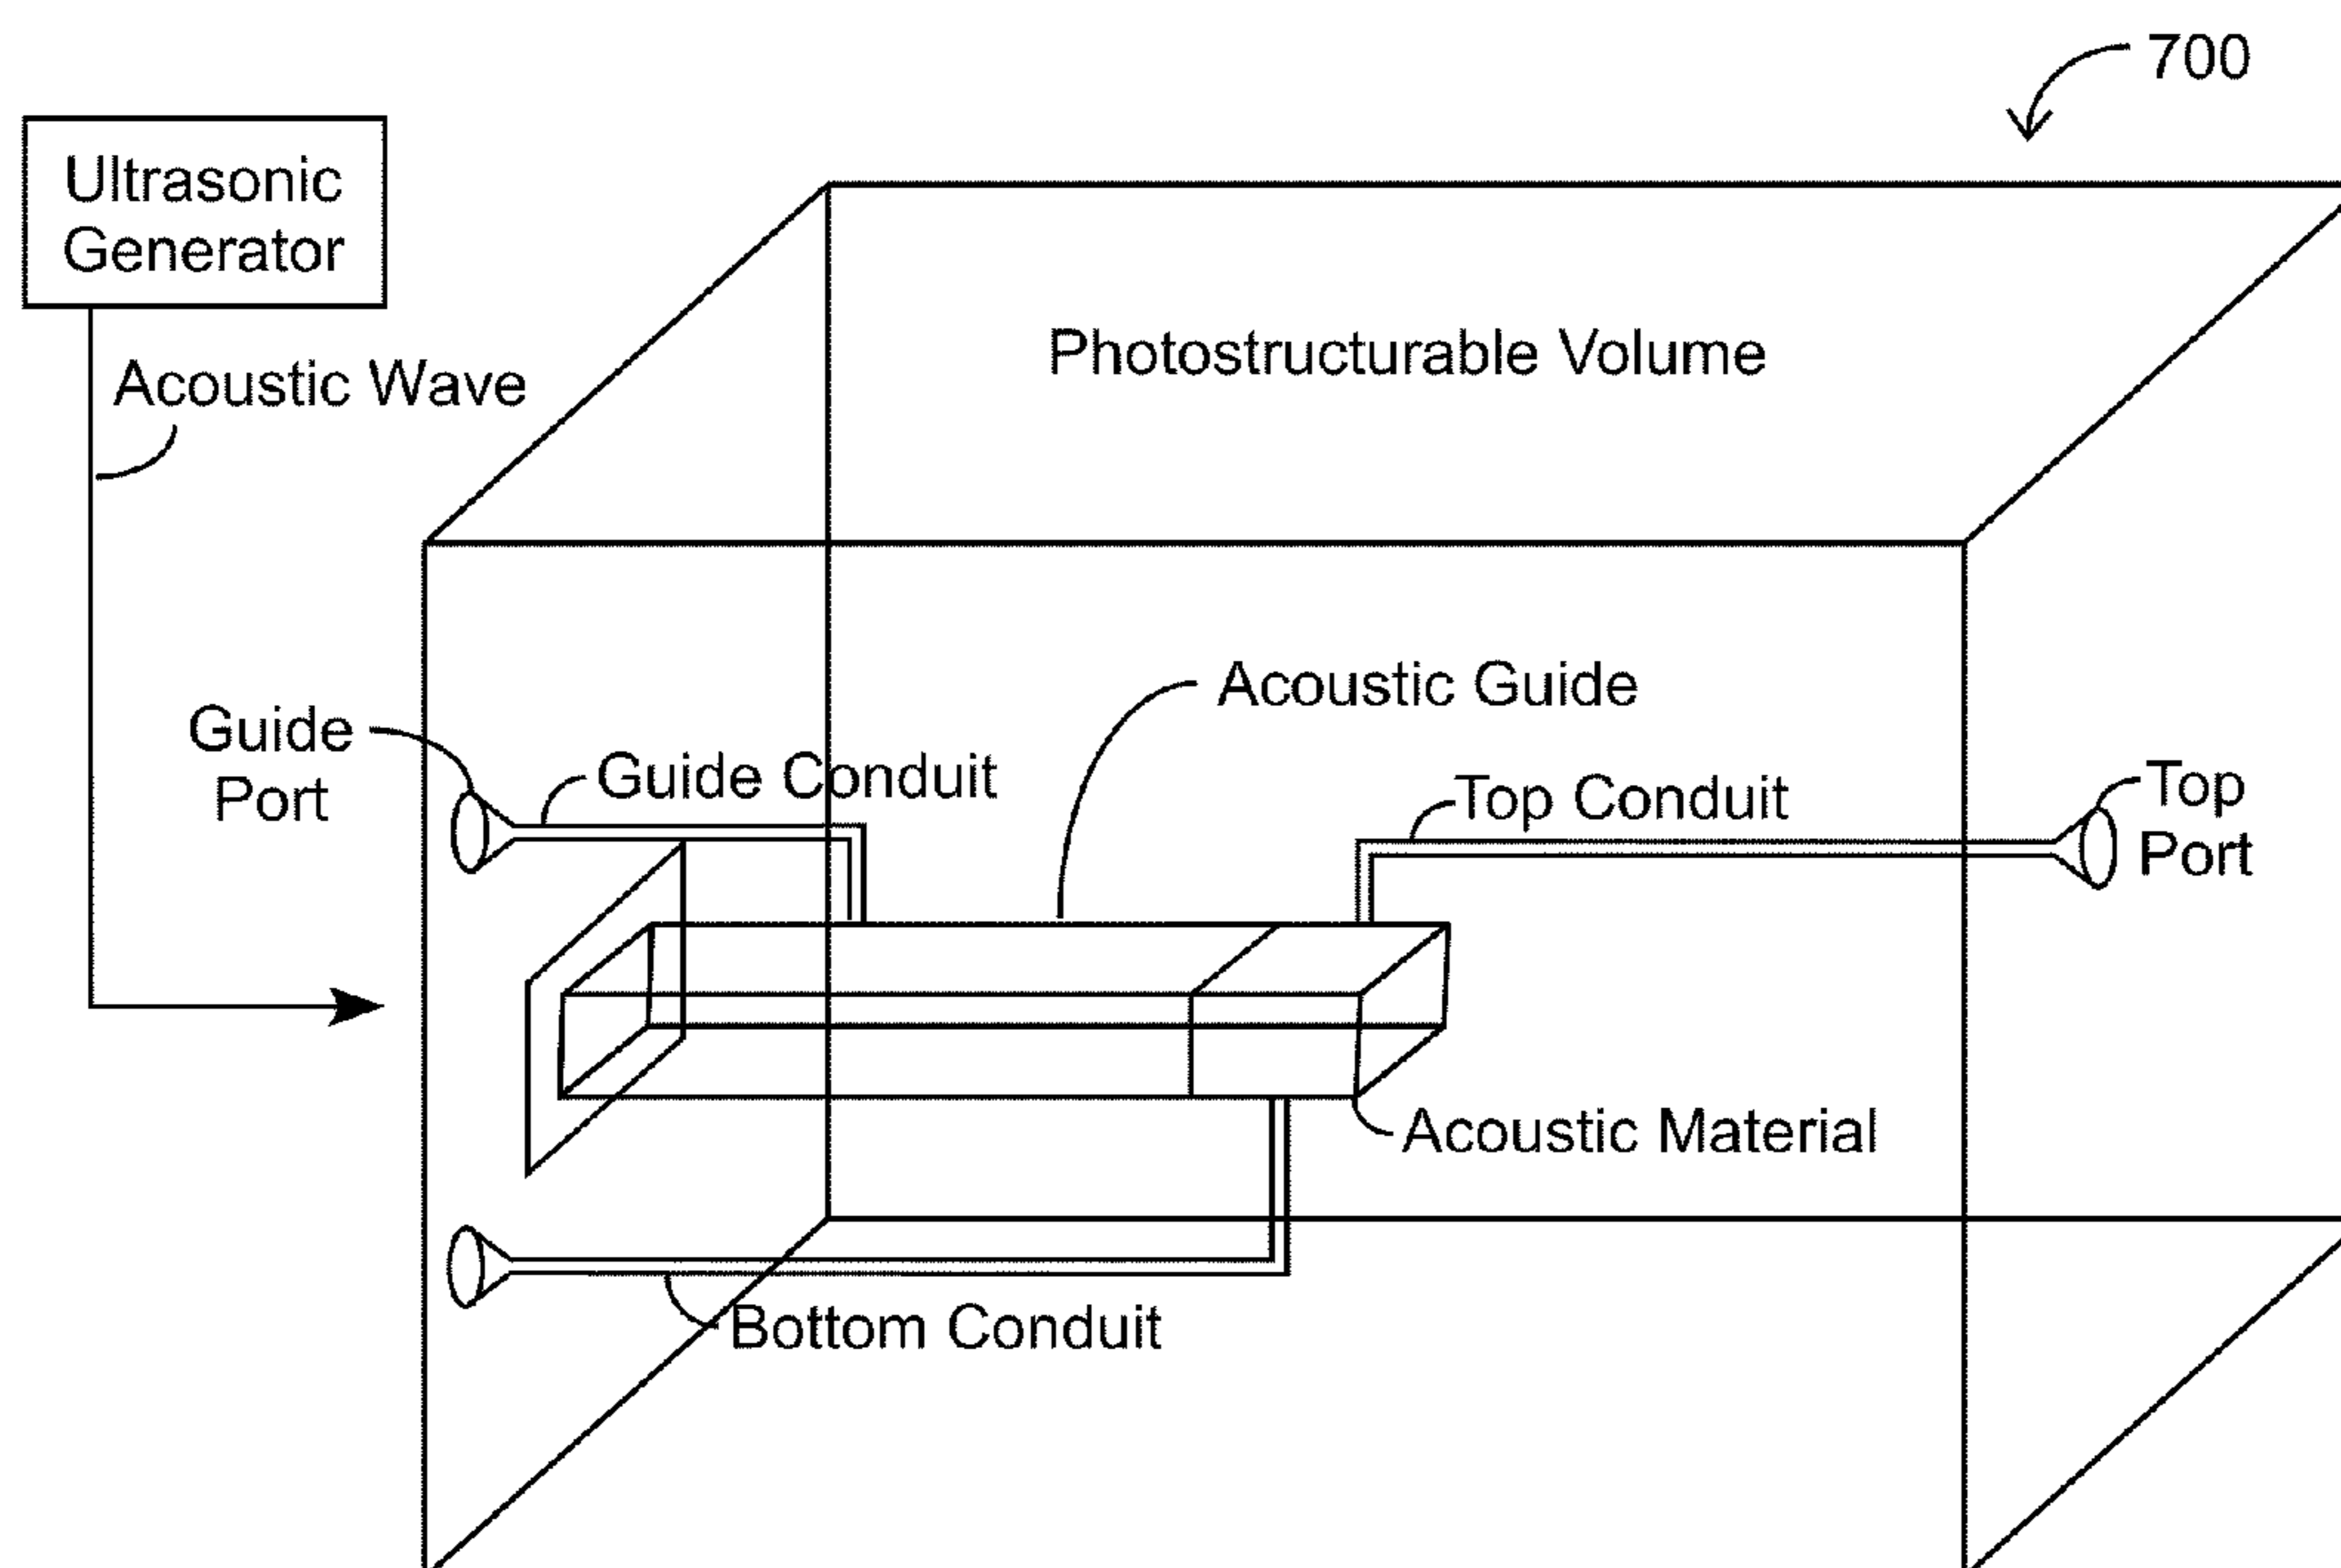 700
Ultrasonic
Generator
Photostructurable Volume
Acoustic Wave
Acoustic Guide
Guide
Port
Guide Conduit
Top Conduit
Top
Port
Acoustic Material
Bottom Conduit